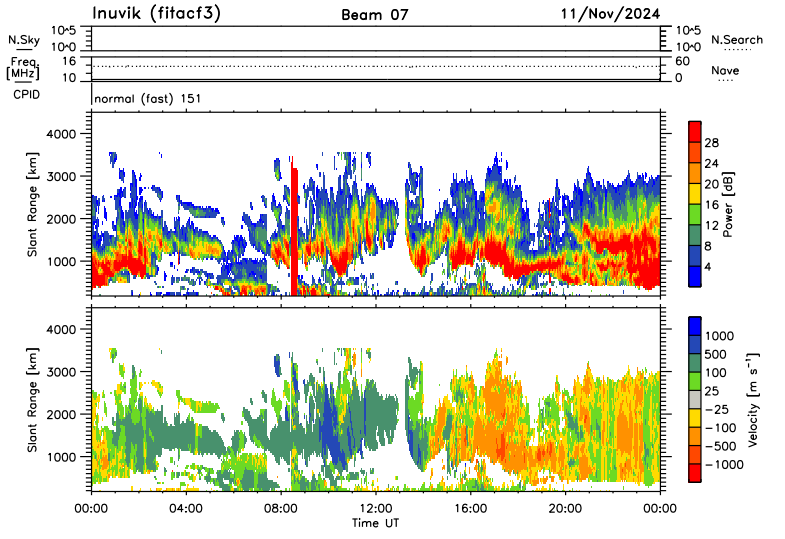 Inuvik (fitacf3) Beam 07 11/Nov/2024
N.Sky 10^5 10^0 10^5 10^0 N.Search
Freq. [MHz] 16 10 60 0 Nave
CPID normal (fast) 151
Slant Range [km] 4000 3000 2000 1000
28 24 20 16 12 8 4 Power [dB]
Slant Range [km] 4000 3000 2000 1000
1000 500 100 25 -25 -100 -500 -1000 Velocity [m s⁻¹]
00:00 04:00 08:00 12:00 16:00 20:00 00:00
Time UT